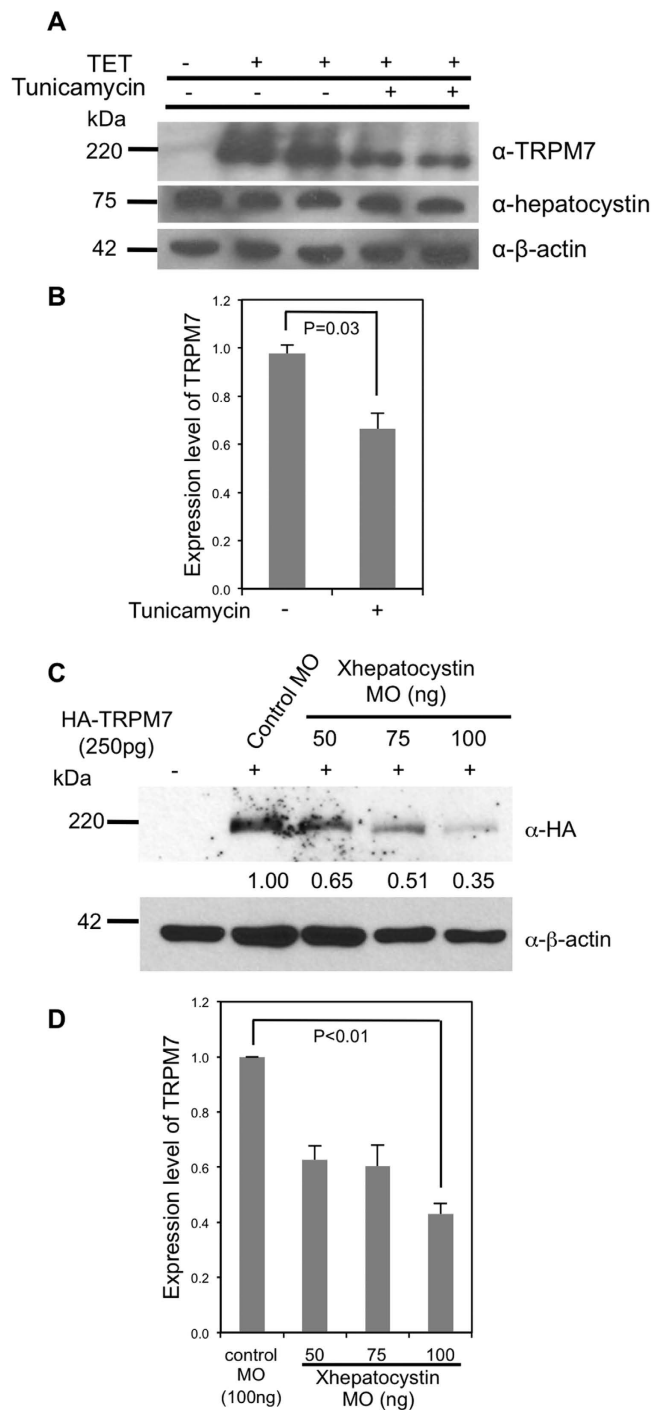 A
TET - + + + +
Tunicamycin - - - + +
kDa
220 α-TRPM7
75 α-hepatocystin
42 α-β-actin
B
Expression level of TRPM7
1.2
1.0
0.8
0.6
0.4
0.2
0.0
P=0.03
Tunicamycin - +
C
Control MO
Xhepatocystin
MO (ng)
HA-TRPM7
(250pg)
50 75 100
kDa
- + + + +
220 α-HA
1.00 0.65 0.51 0.35
42 α-β-actin
D
Expression level of TRPM7
1.2
1.0
0.8
0.6
0.4
0.2
0.0
P<0.01
control
MO
(100ng)
50 75 100
Xhepatocystin
MO (ng)